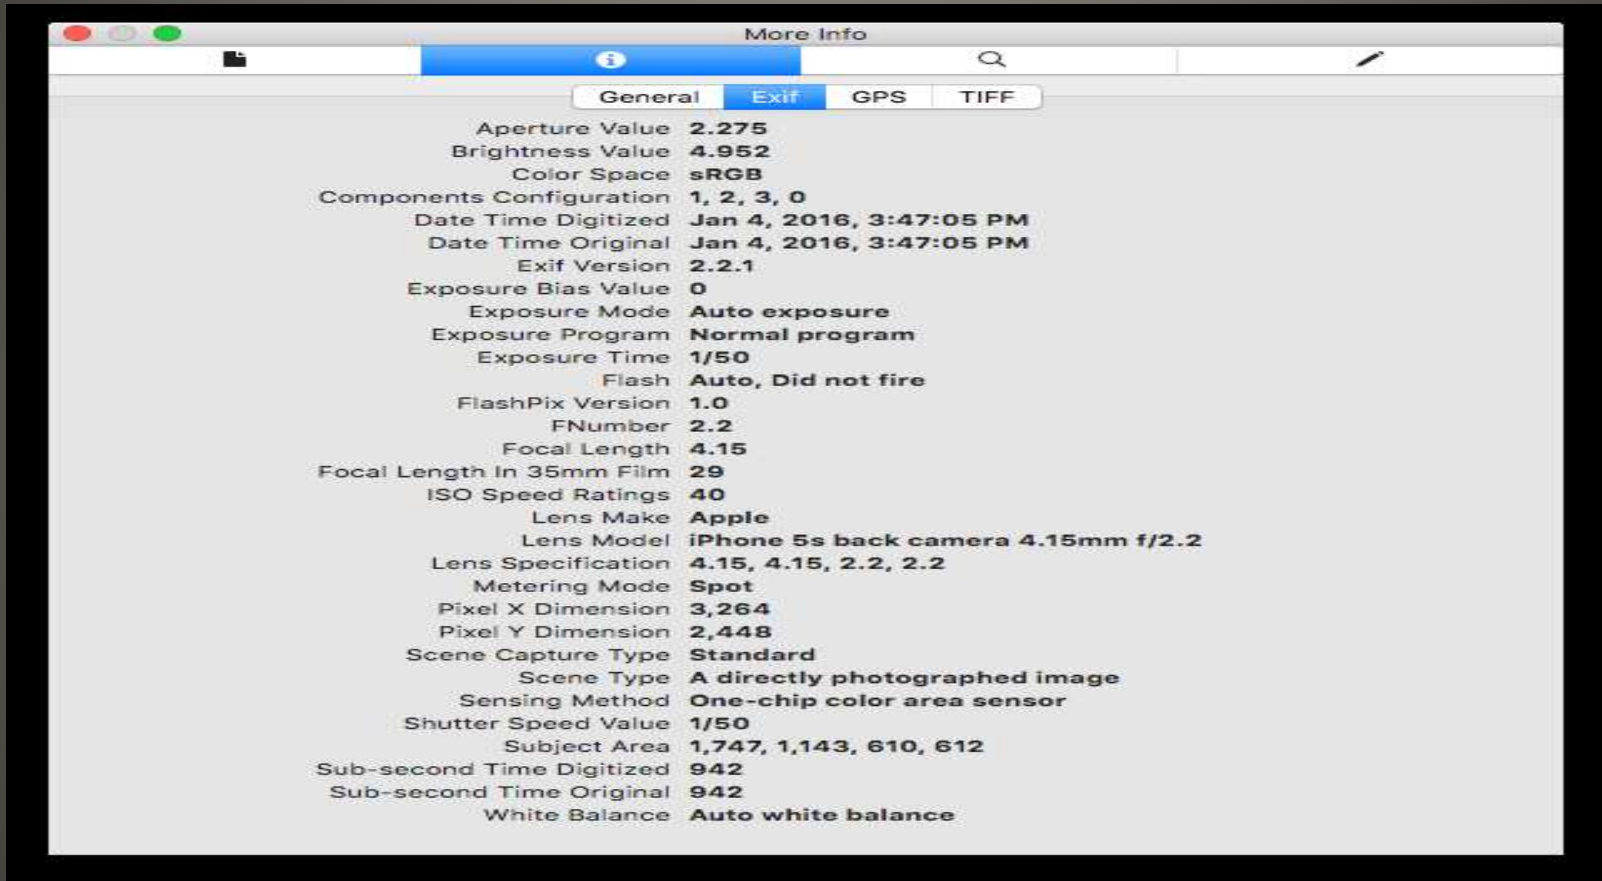 More Info
General Exif GPS TIFF
Aperture Value 2.275
Brightness Value 4.952
Color Space sRGB
Components Configuration 1, 2, 3, 0
Date Time Digitized Jan 4, 2016, 3:47:05 PM
Date Time Original Jan 4, 2016, 3:47:05 PM
Exif Version 2.2.1
Exposure Bias Value 0
Exposure Mode Auto exposure
Exposure Program Normal program
Exposure Time 1/50
Flash Auto, Did not fire
FlashPix Version 1.0
FNumber 2.2
Focal Length 4.15
Focal Length In 35mm Film 29
ISO Speed Ratings 40
Lens Make Apple
Lens Model iPhone 5s back camera 4.15mm f/2.2
Lens Specification 4.15, 4.15, 2.2, 2.2
Metering Mode Spot
Pixel X Dimension 3,264
Pixel Y Dimension 2,448
Scene Capture Type Standard
Scene Type A directly photographed image
Sensing Method One-chip color area sensor
Shutter Speed Value 1/50
Subject Area 1,747, 1,143, 610, 612
Sub-second Time Digitized 942
Sub-second Time Original 942
White Balance Auto white balance